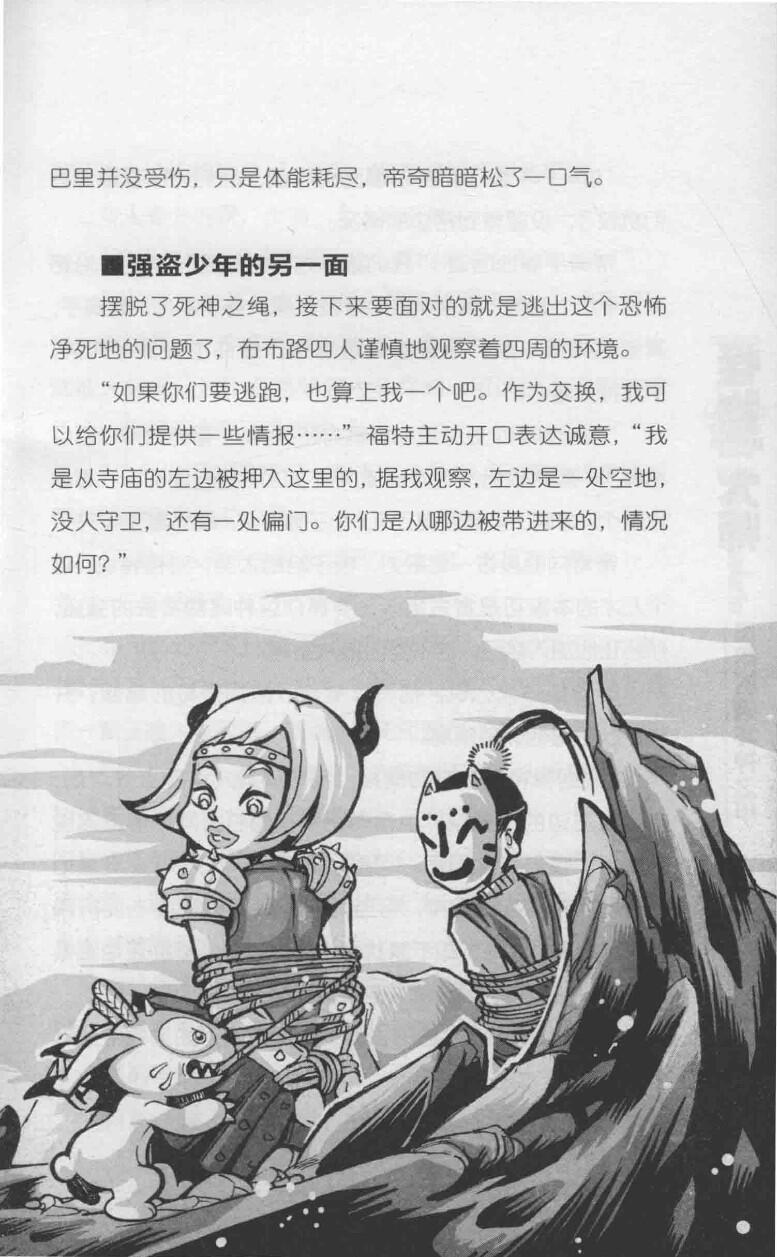 巴里并没受伤，只是体能耗尽，帝奇暗暗松了一口气。
■强盗少年的另一面
摆脱了死神之绳，接下来要面对的就是逃出这个恐怖
净死地的问题了，布布路四人谨慎地观察着四周的环境。
“如果你们要逃跑，也算上我一个吧。作为交换，我可
以给你们提供一些情报……”福特主动开口表达诚意，“我
是从寺庙的左边被押入这里的，据我观察，左边是一处空地，
没人守卫，还有一处偏门。你们是从哪边被带进来的，情况
如何？”